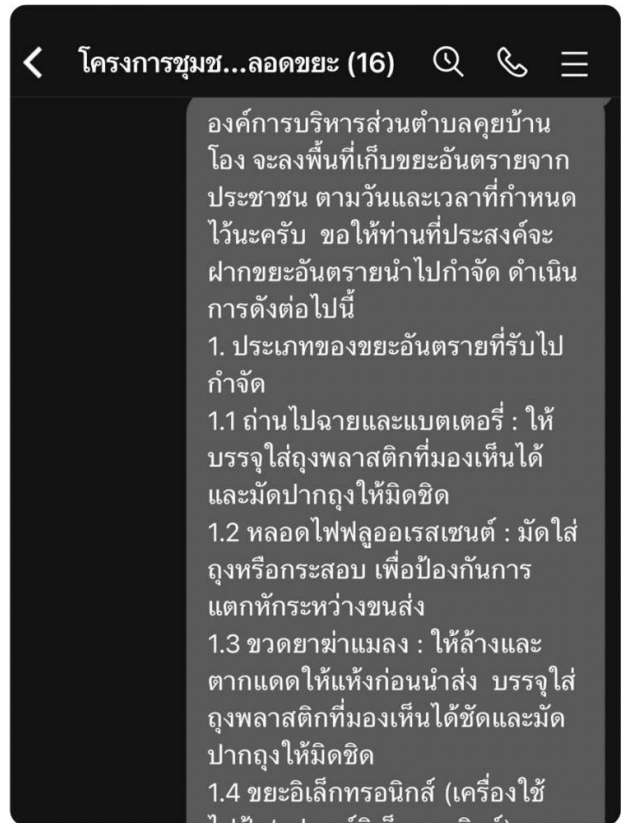 โครงการชุมช...ลอดขยะ (16)
องค์การบริหารส่วนตำบลคุยบ้าน
โอง จะลงพื้นที่เก็บขยะอันตรายจาก
ประชาชน ตามวันและเวลาที่กำหนด
ไว้นะครับ ขอให้ท่านที่ประสงค์จะ
ฝากขยะอันตรายนำไปกำจัด ดำเนิน
การดังต่อไปนี้
1. ประเภทของขยะอันตรายที่รับไป
กำจัด
1.1 ถ่านไปฉายและแบตเตอรี่ : ให้
บรรจุใส่ถุงพลาสติกที่มองเห็นได้
และมัดปากถุงให้มิดชิด
1.2 หลอดไฟฟลูออเรสเซนต์ : มัดใส่
ถุงหรือกระสอบ เพื่อป้องกันการ
แตกหักระหว่างขนส่ง
1.3 ขวดยาฆ่าแมลง : ให้ล้างและ
ตากแดดให้แห้งก่อนนำส่ง บรรจุใส่
ถุงพลาสติกที่มองเห็นได้ชัดและมัด
ปากถุงให้มิดชิด
1.4 ขยะอิเล็กทรอนิกส์ (เครื่องใช้